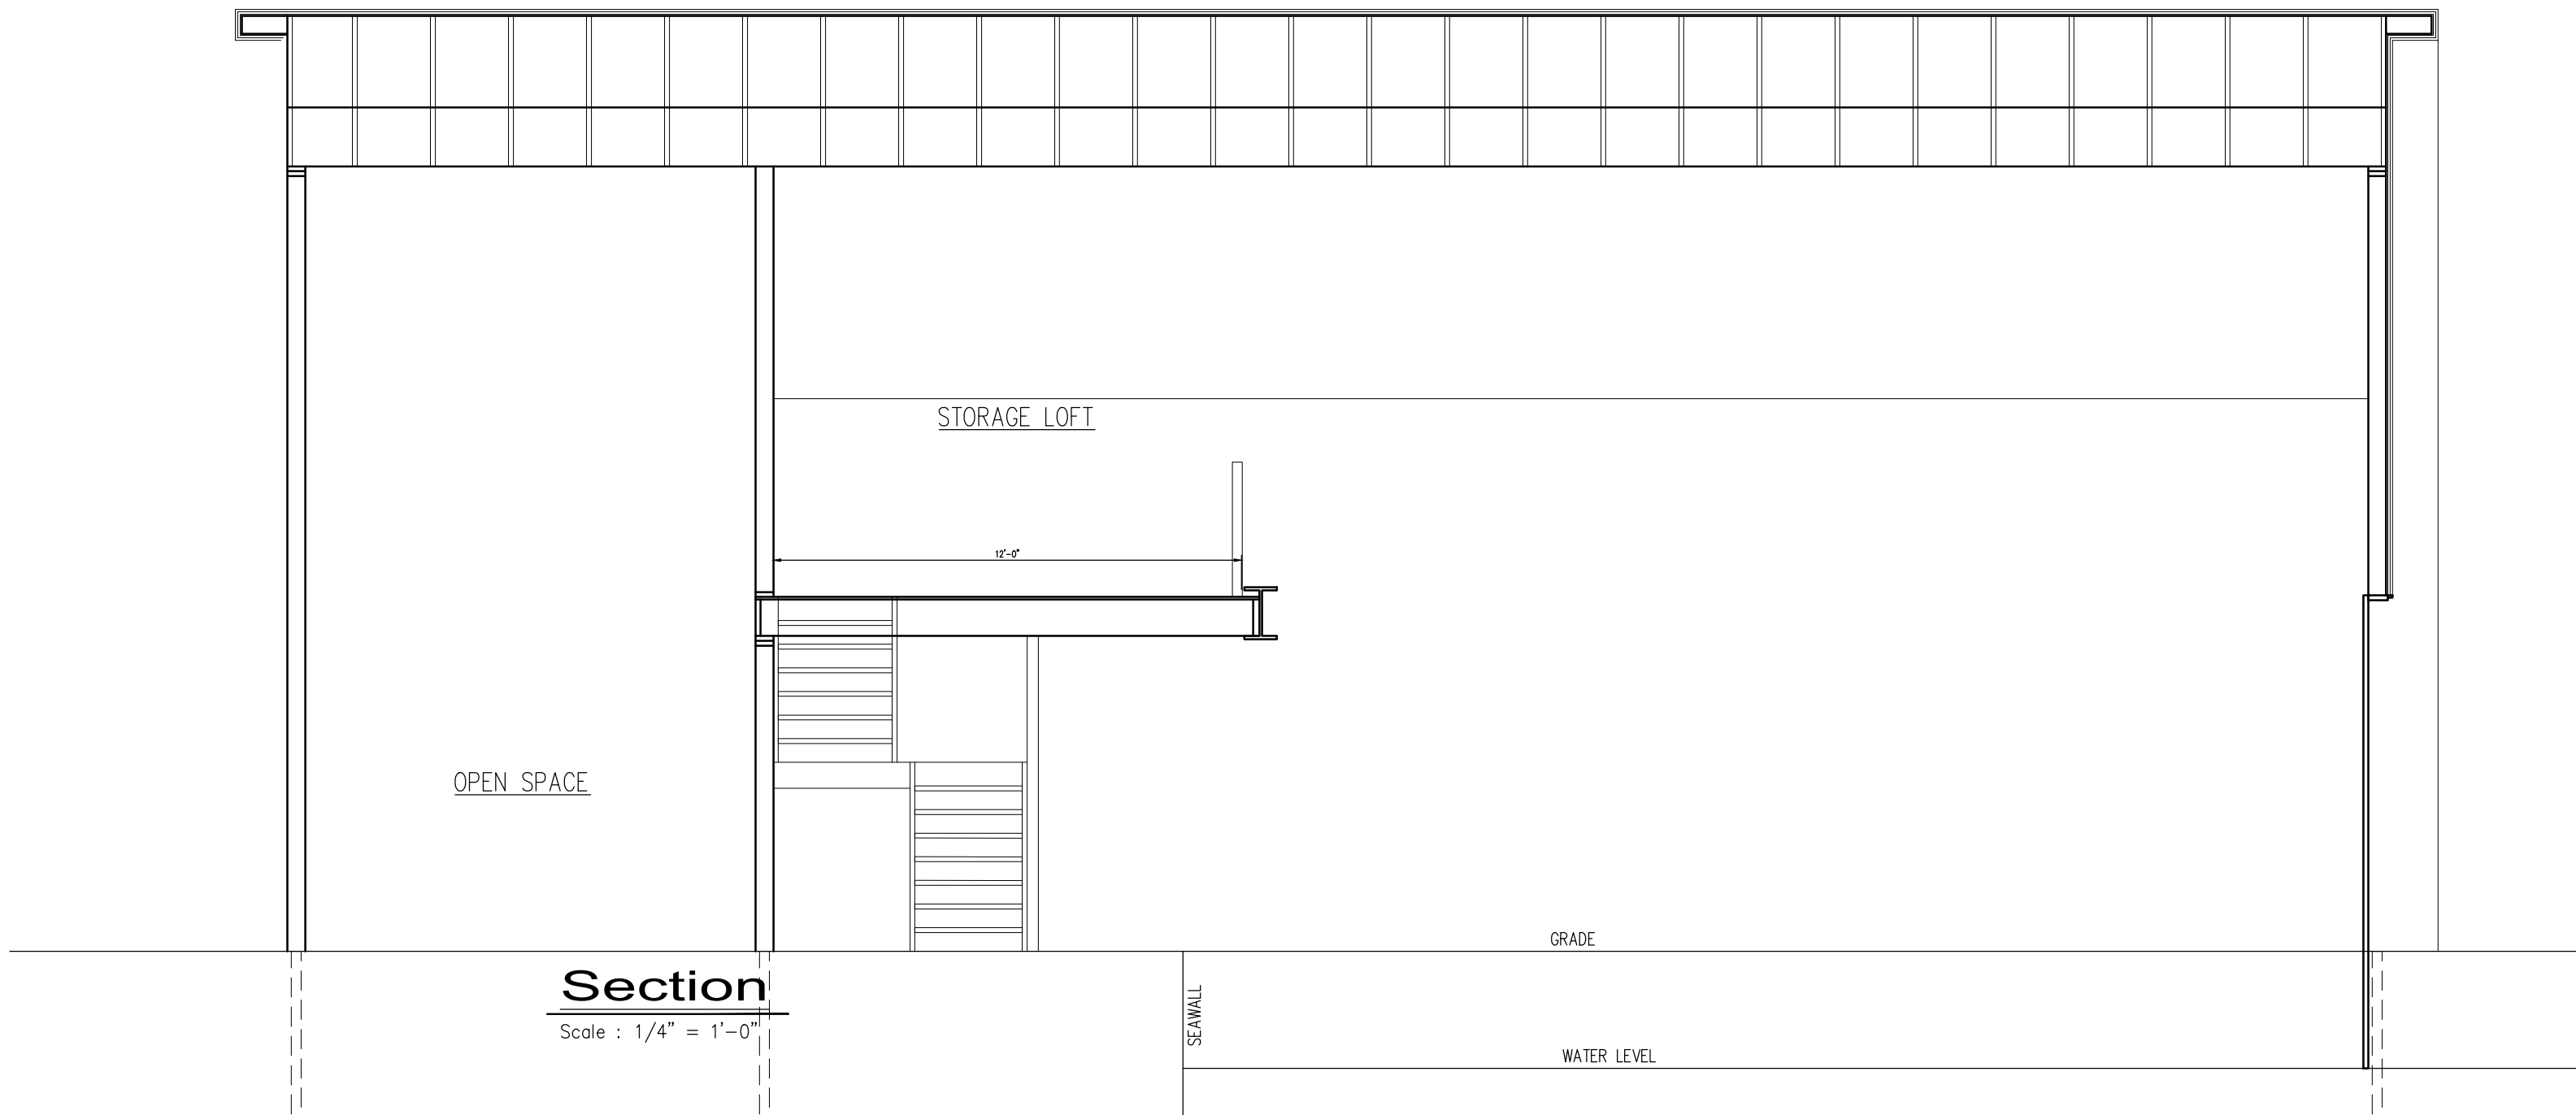 STORAGE LOFT
12'-0"
OPEN SPACE
GRADE
Section
Scale : 1/4" = 1'-0"
SEAWALL
WATER LEVEL